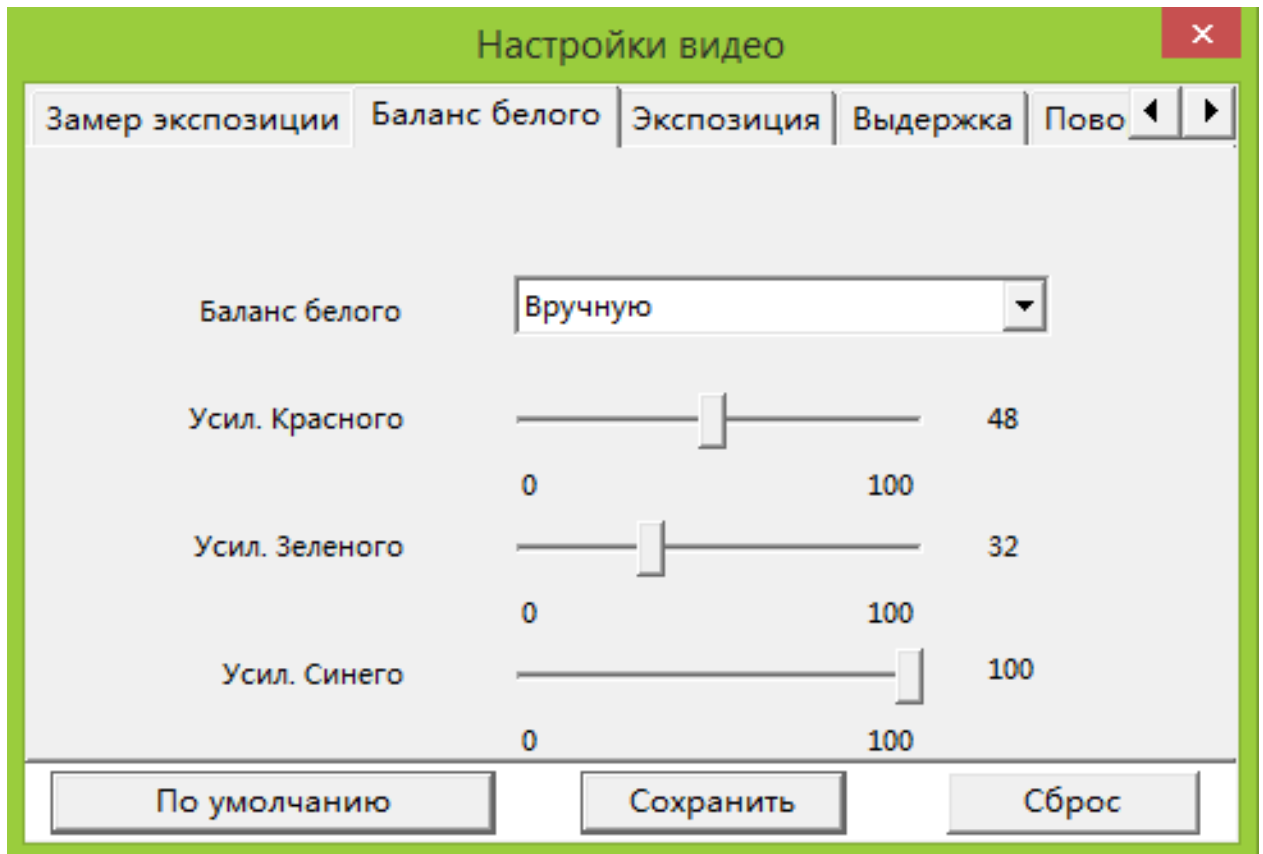 Настройки видео
Замер экспозиции Баланс белого Экспозиция Выдержка Пово
Баланс белого Вручную
Усил. Красного 48
0 100
Усил. Зеленого 32
0 100
Усил. Синего 100
0 100
По умолчанию Сохранить Сброс